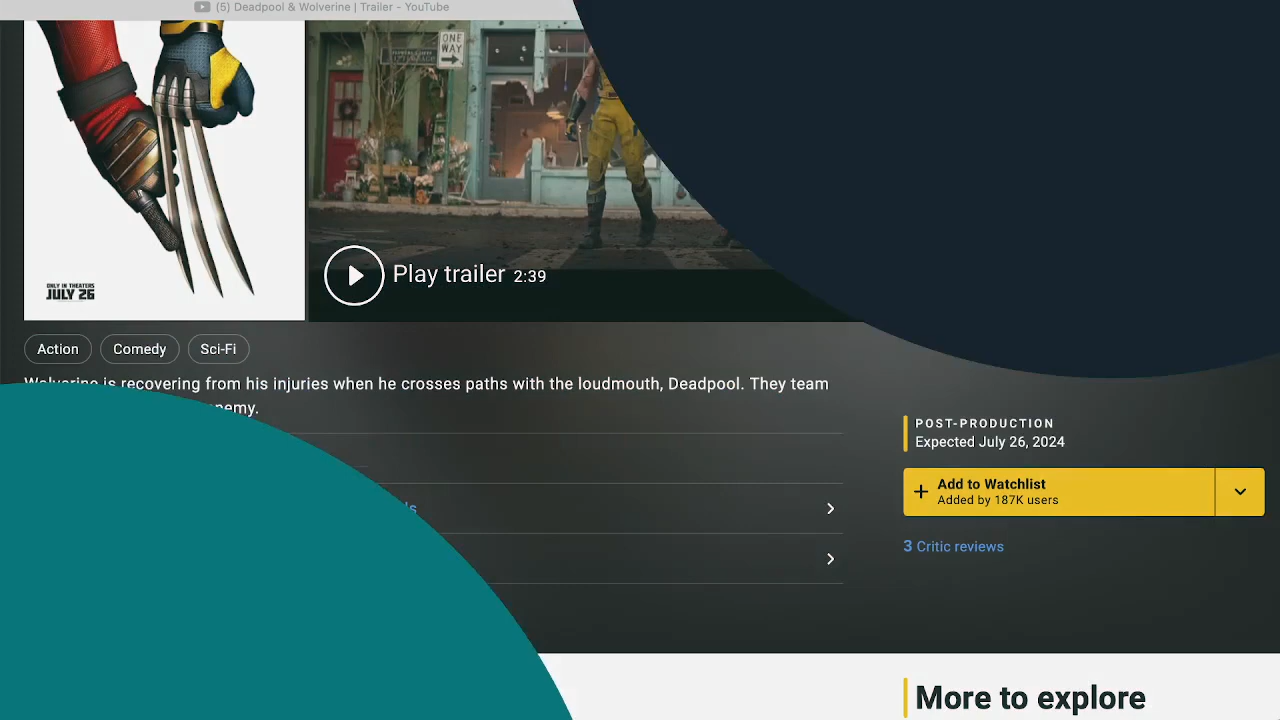 (5) Deadpool & Wolverine | Trailer - YouTube
ONE
WAY
ONLY IN THEATERS
JULY 26
Play trailer 2:39
Action
Comedy
Sci-Fi
Wolverine is recovering from his injuries when he crosses paths with the loudmouth, Deadpool. They team
enemy.
POST-PRODUCTION
Expected July 26, 2024
Add to Watchlist
Added by 187K users
3 Critic reviews
More to explore